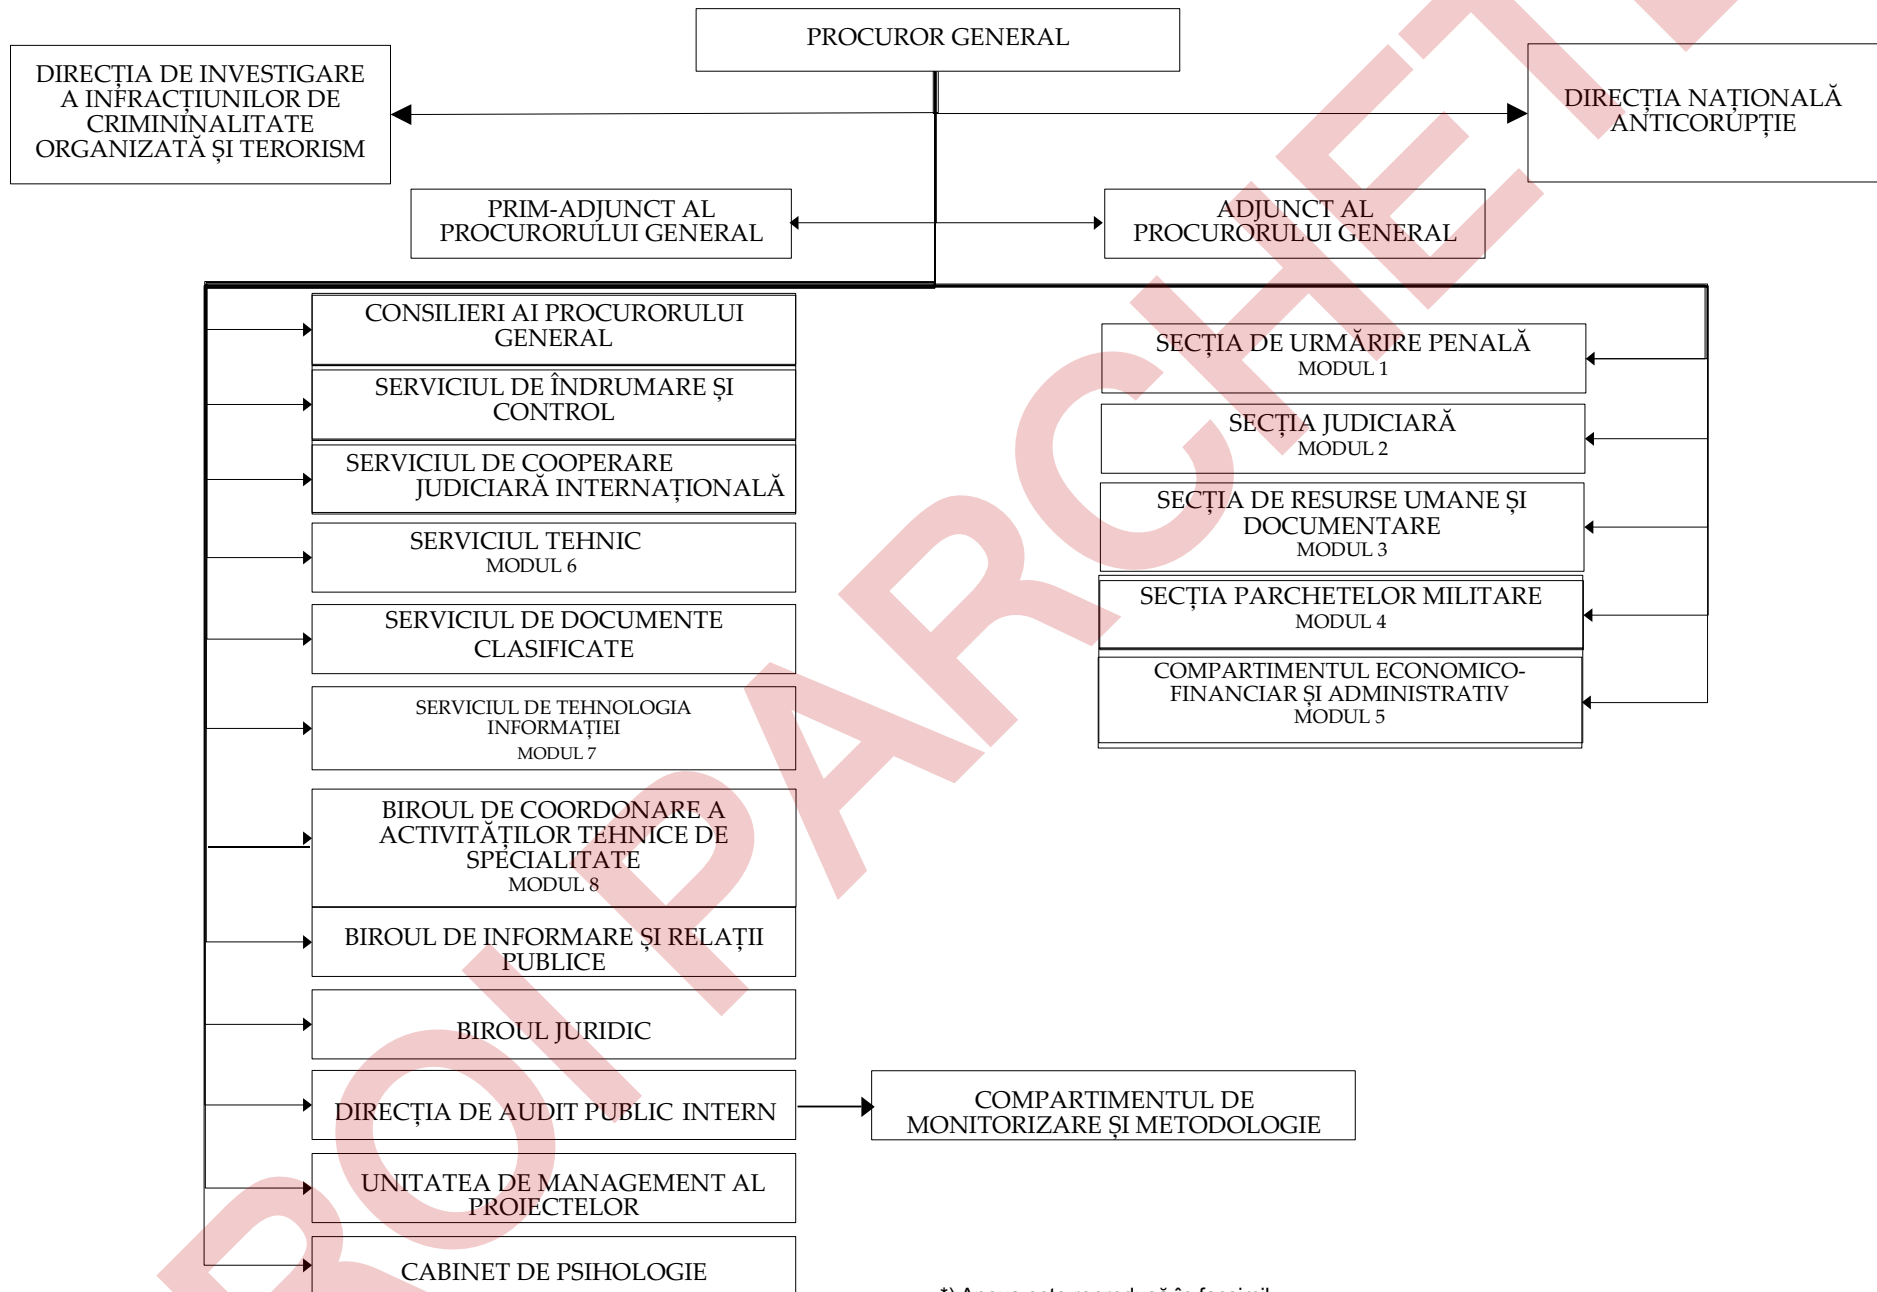 PROCUROR GENERAL
DIRECȚIA DE INVESTIGARE
A INFRACȚIUNILOR DE
CRIMININALITATE
ORGANIZATĂ ȘI TERORISM
DIRECȚIA NAȚIONALĂ
ANTICORUPȚIE
PRIM-ADJUNCT AL
PROCURORULUI GENERAL
ADJUNCT AL
PROCURORULUI GENERAL
CONSILIERI AI PROCURORULUI
GENERAL
SERVICIUL DE ÎNDRUMARE ȘI
CONTROL
SERVICIUL DE COOPERARE
JUDICIARĂ INTERNAȚIONALĂ
SERVICIUL TEHNIC
MODUL 6
SERVICIUL DE DOCUMENTE
CLASIFICATE
SERVICIUL DE TEHNOLOGIA
INFORMAȚIEI
MODUL 7
BIROUL DE COORDONARE A
ACTIVITĂȚILOR TEHNICE DE
SPECIALITATE
MODUL 8
BIROUL DE INFORMARE ȘI RELAȚII
PUBLICE
BIROUL JURIDIC
DIRECȚIA DE AUDIT PUBLIC INTERN
COMPARTIMENTUL DE
MONITORIZARE ȘI METODOLOGIE
UNITATEA DE MANAGEMENT AL
PROIECTELOR
CABINET DE PSIHOLOGIE
SECȚIA DE URMĂRIRE PENALĂ
MODUL 1
SECȚIA JUDICIARĂ
MODUL 2
SECȚIA DE RESURSE UMANE ȘI
DOCUMENTARE
MODUL 3
SECȚIA PARCHETELOR MILITARE
MODUL 4
COMPARTIMENTUL ECONOMICO-
FINANCIAR ȘI ADMINISTRATIV
MODUL 5
ROI PARCHETE